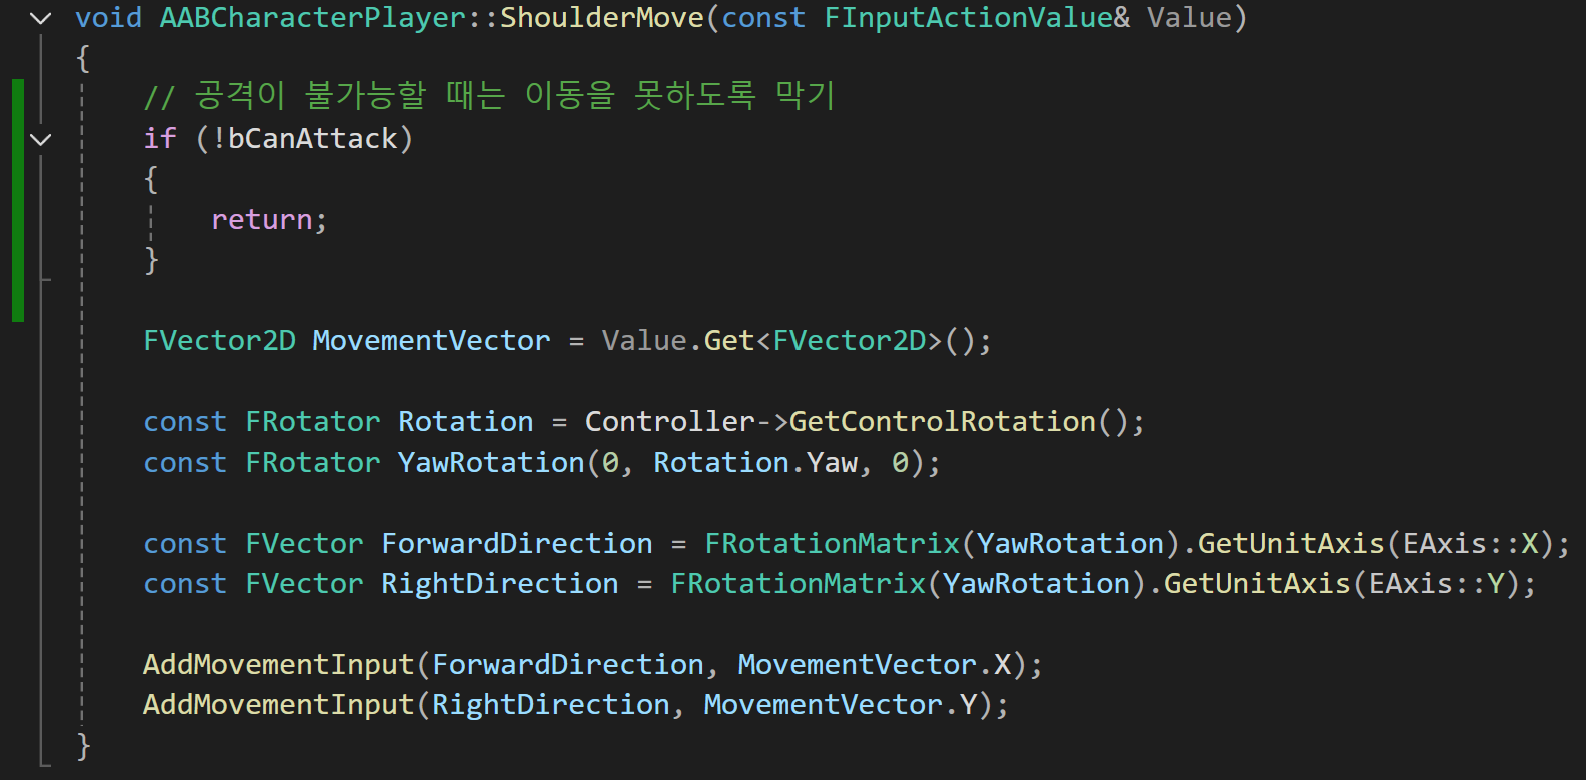 void AABCharacterPlayer::ShoulderMove(const FInputActionValue& Value)
{
// 공격이 불가능할 때는 이동을 못하도록 막기
if (!bCanAttack)
{
return;
}
FVector2D MovementVector = Value.Get<FVector2D>();
const FRotator Rotation = Controller->GetControlRotation();
const FRotator YawRotation(0, Rotation.Yaw, 0);
const FVector ForwardDirection = FRotationMatrix(YawRotation).GetUnitAxis(EAxis::X);
const FVector RightDirection = FRotationMatrix(YawRotation).GetUnitAxis(EAxis::Y);
AddMovementInput(ForwardDirection, MovementVector.X);
AddMovementInput(RightDirection, MovementVector.Y);
}